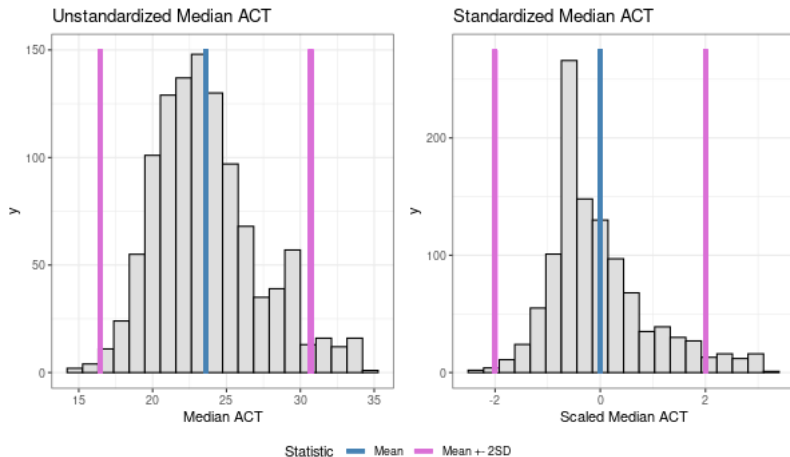 Unstandardized Median ACT
y
150
100
50
0
15 20 25 30 35
Median ACT
Standardized Median ACT
y
200
100
0
-2 0 2
Scaled Median ACT
Statistic Mean Mean +- 2SD